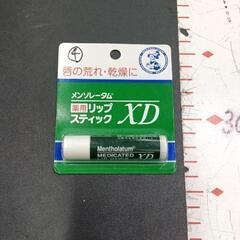 唇の荒れ・乾燥に
メンソレータム®
薬用リップ
スティック XD
Mentholatum®
MEDICATED XD